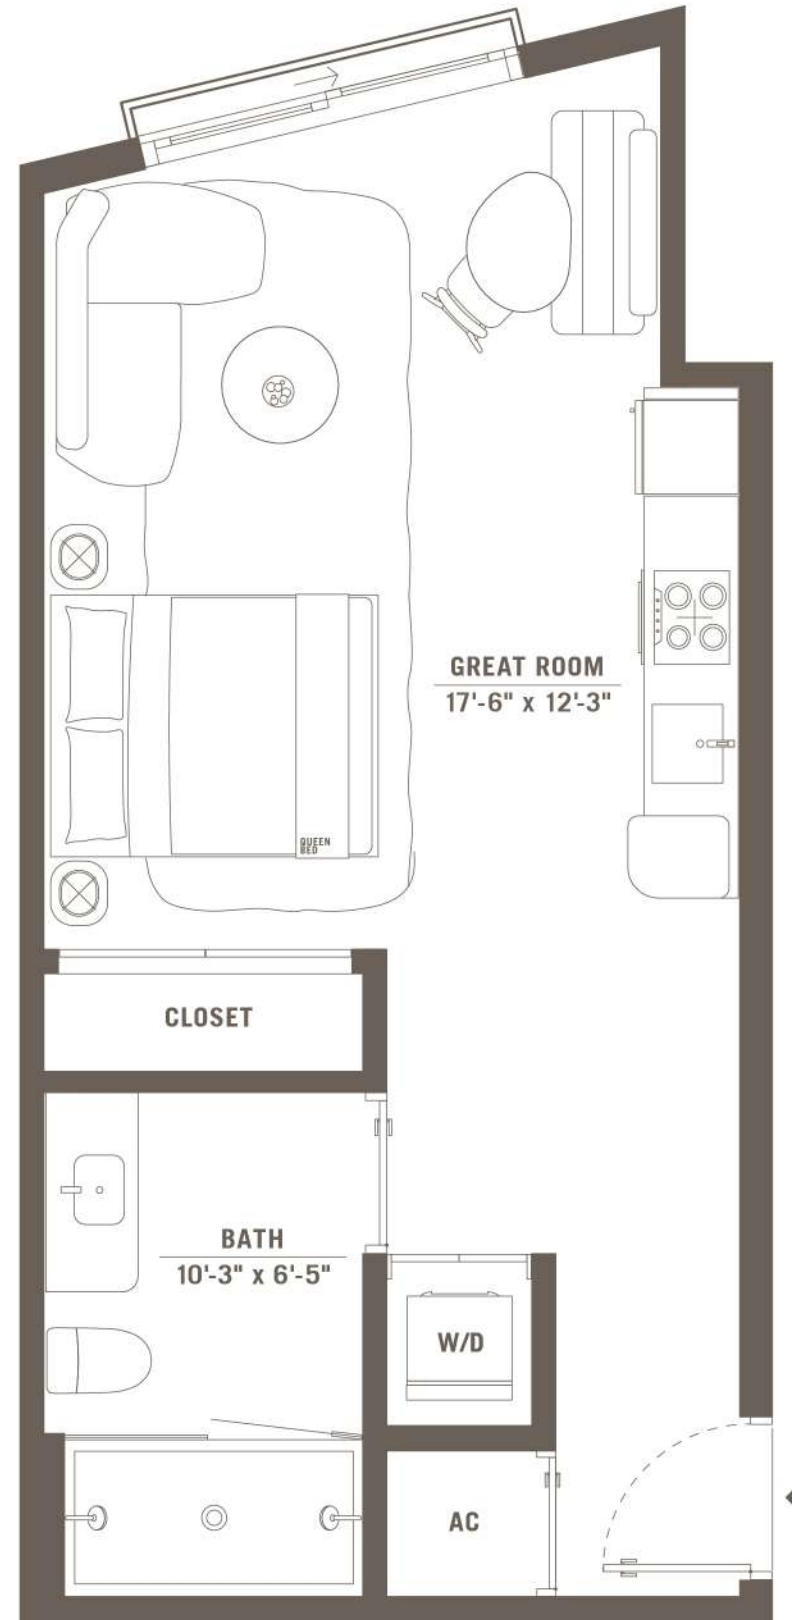 GREAT ROOM
17'-6" x 12'-3"
QUEEN
BED
CLOSET
BATH
10'-3" x 6'-5"
W/D
AC